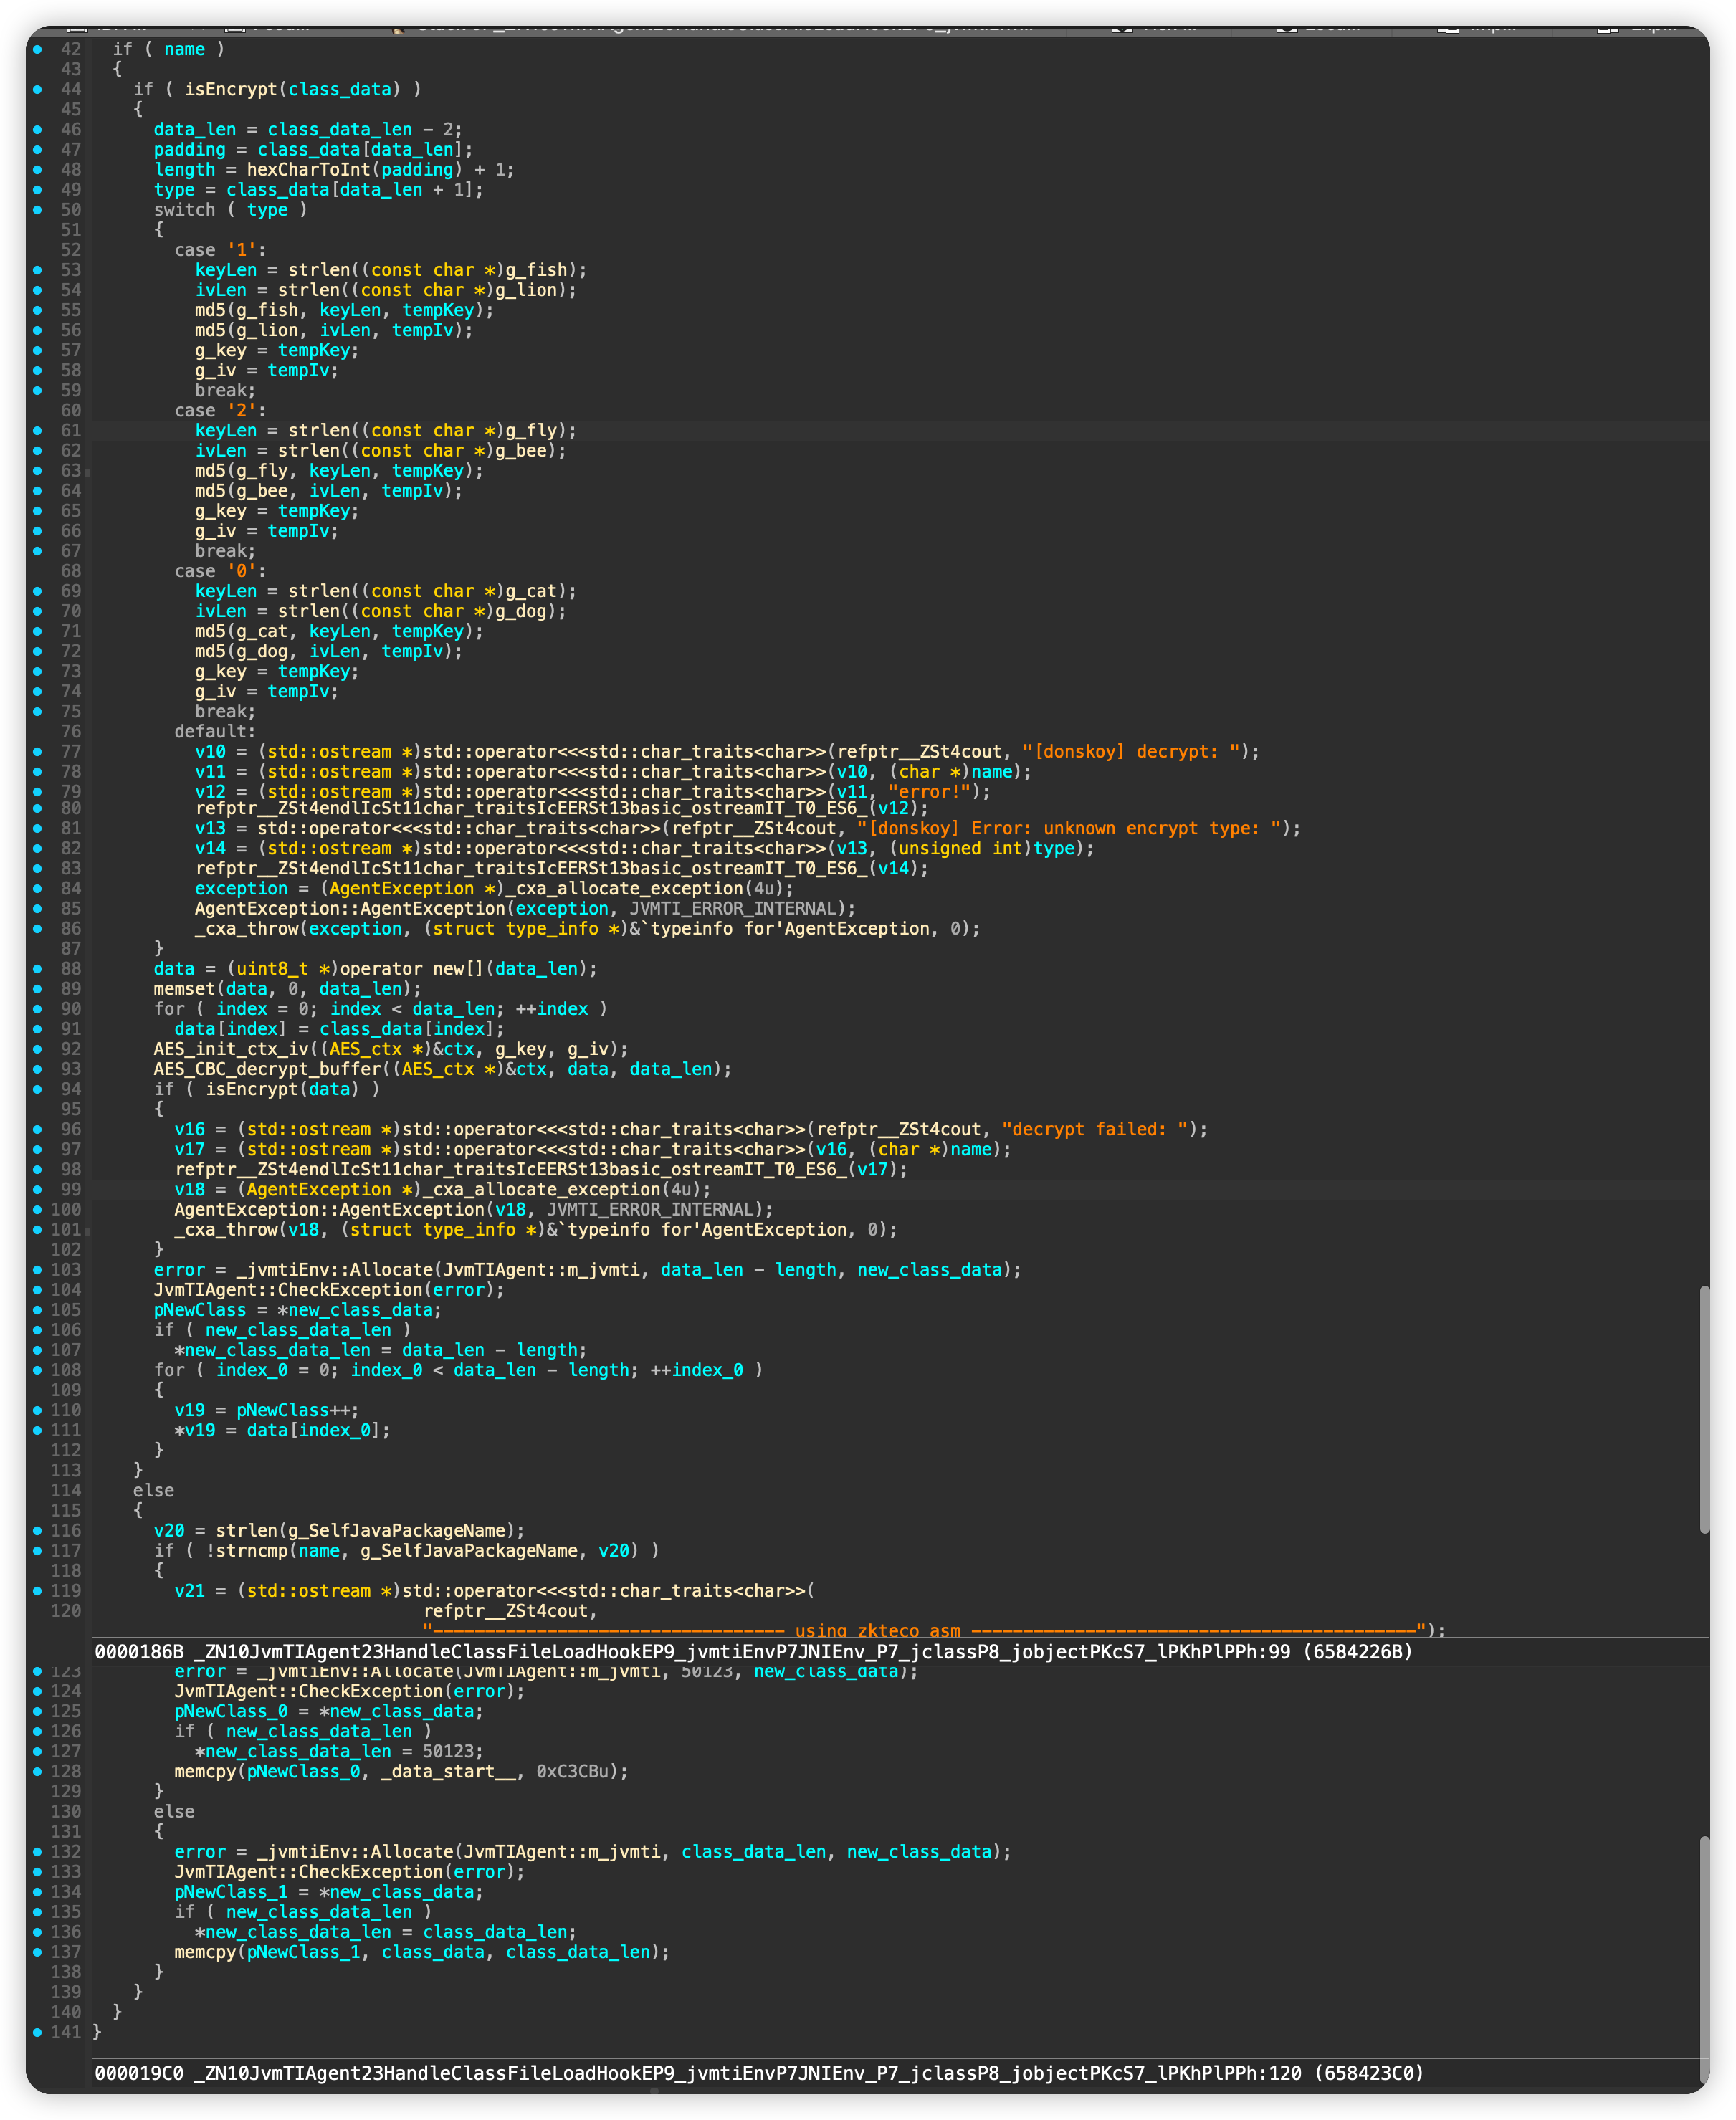 42 if ( name )
43 {
44 if ( isEncrypt(class_data) )
45 {
46 data_len = class_data_len - 2;
47 padding = class_data[data_len];
48 length = hexCharToInt(padding) + 1;
49 type = class_data[data_len + 1];
50 switch ( type )
51 {
52 case '1':
53 keyLen = strlen((const char *)g_fish);
54 ivLen = strlen((const char *)g_lion);
55 md5(g_fish, keyLen, tempKey);
56 md5(g_lion, ivLen, tempIv);
57 g_key = tempKey;
58 g_iv = tempIv;
59 break;
60 case '2':
61 keyLen = strlen((const char *)g_fly);
62 ivLen = strlen((const char *)g_bee);
63 md5(g_fly, keyLen, tempKey);
64 md5(g_bee, ivLen, tempIv);
65 g_key = tempKey;
66 g_iv = tempIv;
67 break;
68 case '0':
69 keyLen = strlen((const char *)g_cat);
70 ivLen = strlen((const char *)g_dog);
71 md5(g_cat, keyLen, tempKey);
72 md5(g_dog, ivLen, tempIv);
73 g_key = tempKey;
74 g_iv = tempIv;
75 break;
76 default:
77 v10 = (std::ostream *)std::operator<<<std::char_traits<char>>(refptr__ZSt4cout, "[donskoy] decrypt: ");
78 v11 = (std::ostream *)std::operator<<<std::char_traits<char>>(v10, (char *)name);
79 v12 = (std::ostream *)std::operator<<<std::char_traits<char>>(v11, "error!");
80 refptr__ZSt4endlIcSt11char_traitsIcEERSt13basic_ostreamIT_T0_ES6_(v12);
81 v13 = std::operator<<<std::char_traits<char>>(refptr__ZSt4cout, "[donskoy] Error: unknown encrypt type: ");
82 v14 = (std::ostream *)std::operator<<<std::char_traits<char>>(v13, (unsigned int)type);
83 refptr__ZSt4endlIcSt11char_traitsIcEERSt13basic_ostreamIT_T0_ES6_(v14);
84 exception = (AgentException *)_cxa_allocate_exception(4u);
85 AgentException::AgentException(exception, JVMTI_ERROR_INTERNAL);
86 _cxa_throw(exception, (struct type_info *)&`typeinfo for'AgentException, 0);
87 }
88 data = (uint8_t *)operator new[](data_len);
89 memset(data, 0, data_len);
90 for ( index = 0; index < data_len; ++index )
91 data[index] = class_data[index];
92 AES_init_ctx_iv((AES_ctx *)&ctx, g_key, g_iv);
93 AES_CBC_decrypt_buffer((AES_ctx *)&ctx, data, data_len);
94 if ( isEncrypt(data) )
95 {
96 v16 = (std::ostream *)std::operator<<<std::char_traits<char>>(refptr__ZSt4cout, "decrypt failed: ");
97 v17 = (std::ostream *)std::operator<<<std::char_traits<char>>(v16, (char *)name);
98 refptr__ZSt4endlIcSt11char_traitsIcEERSt13basic_ostreamIT_T0_ES6_(v17);
99 v18 = (AgentException *)_cxa_allocate_exception(4u);
100 AgentException::AgentException(v18, JVMTI_ERROR_INTERNAL);
101 _cxa_throw(v18, (struct type_info *)&`typeinfo for'AgentException, 0);
102 }
103 error = _jvmtiEnv::Allocate(JvmTIAgent::m_jvmti, data_len - length, new_class_data);
104 JvmTIAgent::CheckException(error);
105 pNewClass = *new_class_data;
106 if ( new_class_data_len )
107 *new_class_data_len = data_len - length;
108 for ( index_0 = 0; index_0 < data_len - length; ++index_0 )
109 {
110 v19 = pNewClass++;
111 *v19 = data[index_0];
112 }
113 }
114 else
115 {
116 v20 = strlen(g_SelfJavaPackageName);
117 if ( !strncmp(name, g_SelfJavaPackageName, v20) )
118 {
119 v21 = (std::ostream *)std::operator<<<std::char_traits<char>>(
120 refptr__ZSt4cout,
"---------------------------------- using zkteco asm -------------------------------------------");
0000186B _ZN10JvmTIAgent23HandleClassFileLoadHookEP9_jvmtiEnvP7JNIEnv_P7_jclassP8_jobjectPKcS7_lPKhPlPPh:99 (6584226B)
123 error = _jvmtiEnv::Allocate(JvmTIAgent::m_jvmti, 50123, new_class_data);
124 JvmTIAgent::CheckException(error);
125 pNewClass_0 = *new_class_data;
126 if ( new_class_data_len )
127 *new_class_data_len = 50123;
128 memcpy(pNewClass_0, _data_start__, 0xC3CBu);
129 }
130 else
131 {
132 error = _jvmtiEnv::Allocate(JvmTIAgent::m_jvmti, class_data_len, new_class_data);
133 JvmTIAgent::CheckException(error);
134 pNewClass_1 = *new_class_data;
135 if ( new_class_data_len )
136 *new_class_data_len = class_data_len;
137 memcpy(pNewClass_1, class_data, class_data_len);
138 }
139 }
140 }
141 }
000019C0 _ZN10JvmTIAgent23HandleClassFileLoadHookEP9_jvmtiEnvP7JNIEnv_P7_jclassP8_jobjectPKcS7_lPKhPlPPh:120 (658423C0)